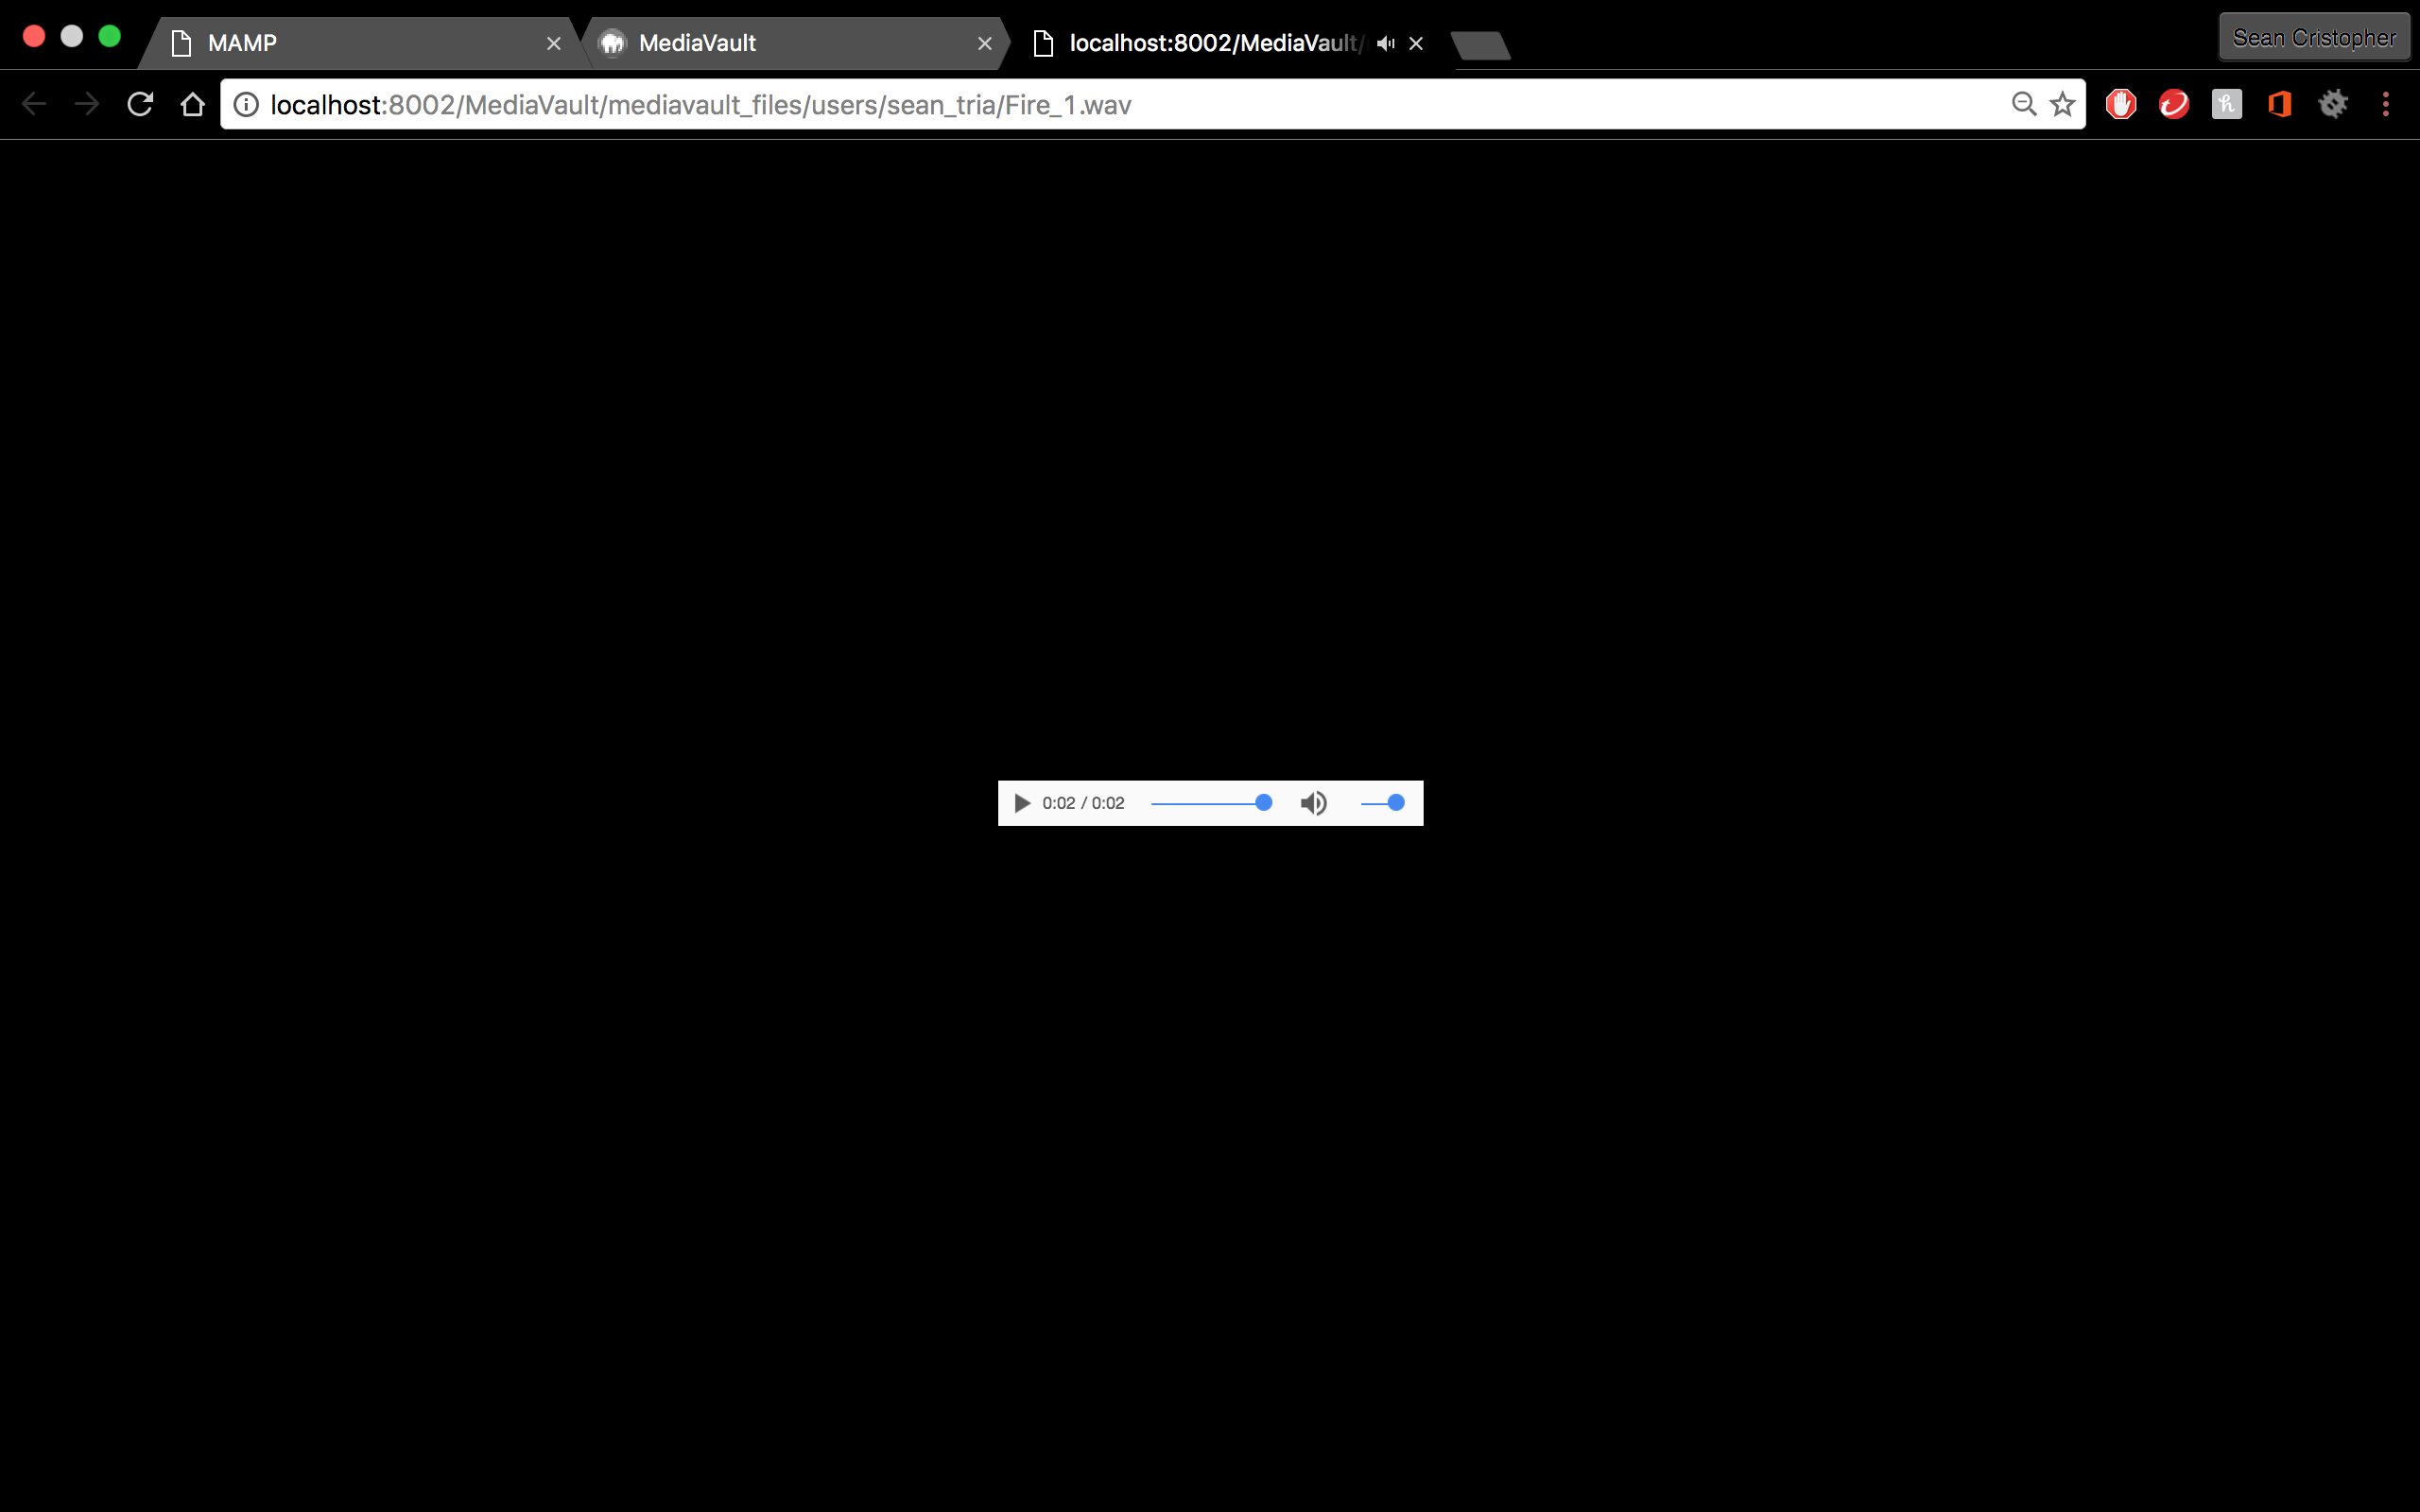 MAMP
MediaVault
localhost:8002/MediaVault/
Sean Cristopher
localhost:8002/MediaVault/mediavault_files/users/sean_tria/Fire_1.wav
0:02 / 0:02